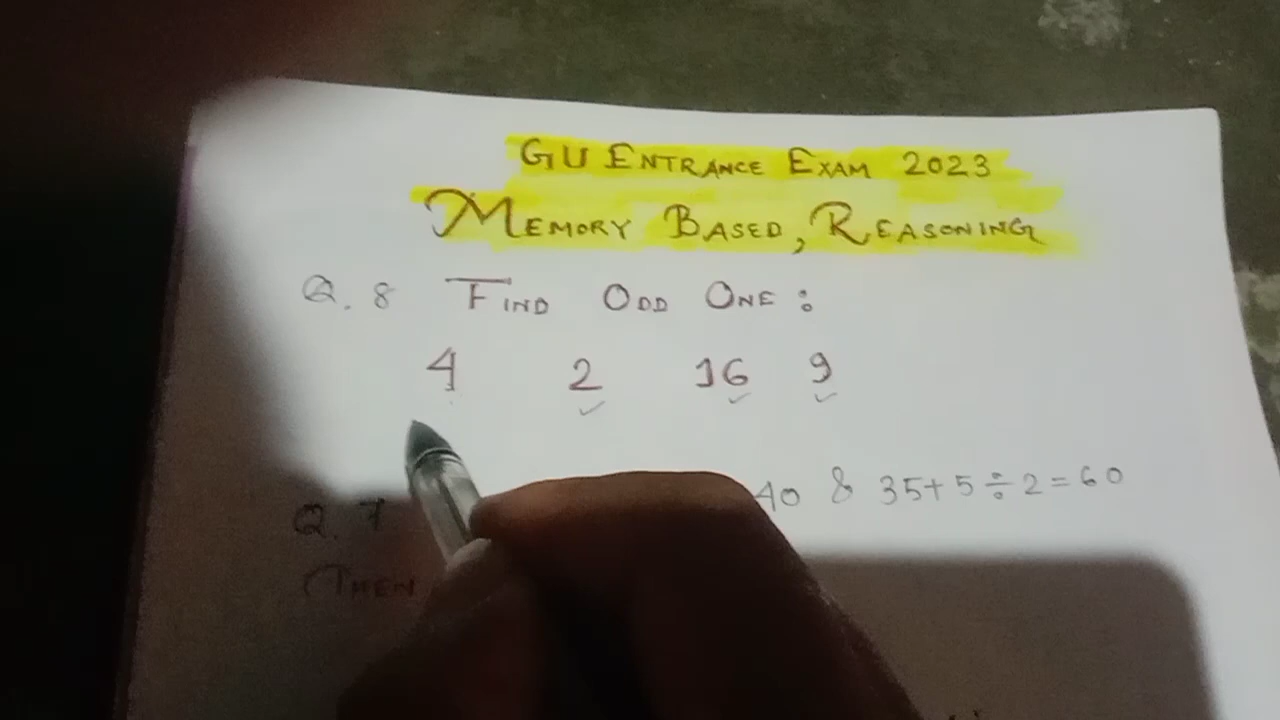 GU ENTRANCE EXAM 2023
MEMORY BASED, REASONING
Q. 8 FIND ODD ONE :
4 2 16 9
Q. 7 40 & 35+5÷2=60
THEN